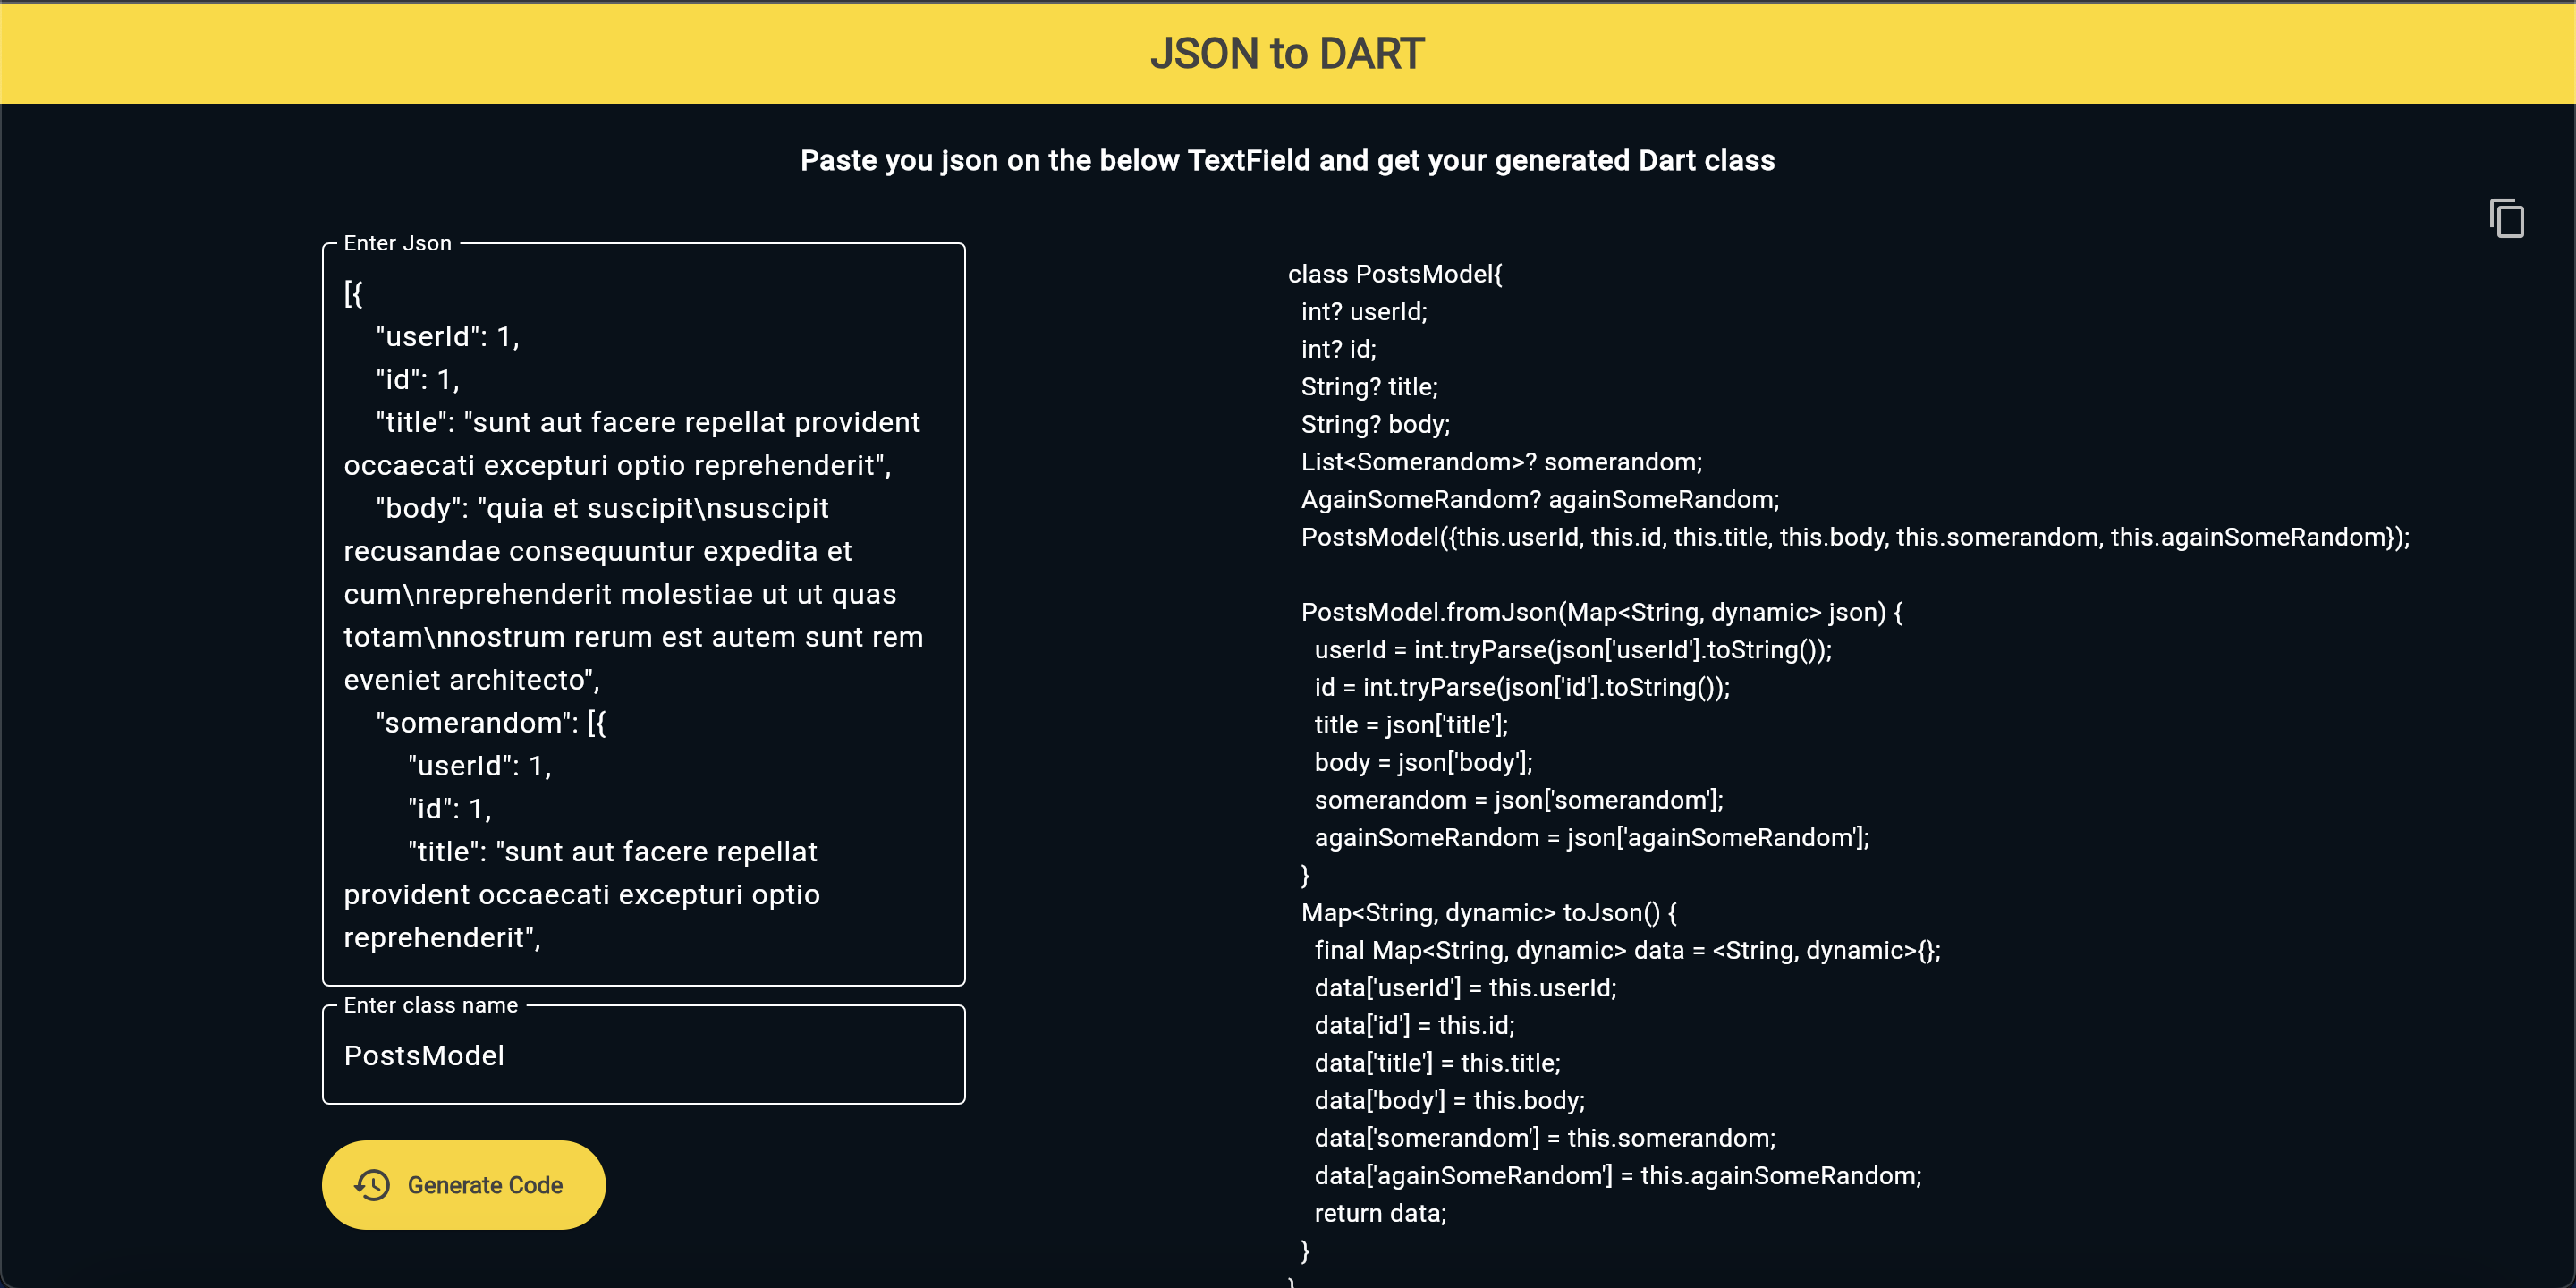 JSON to DART
Paste you json on the below TextField and get your generated Dart class
Enter Json
[{
    "userId": 1,
    "id": 1,
    "title": "sunt aut facere repellat provident
occaecati excepturi optio reprehenderit",
    "body": "quia et suscipit\nsuscipit
recusandae consequuntur expedita et
cum\nreprehenderit molestiae ut ut quas
totam\nnostrum rerum est autem sunt rem
eveniet architecto",
    "somerandom": [{
        "userId": 1,
        "id": 1,
        "title": "sunt aut facere repellat
provident occaecati excepturi optio
reprehenderit",
Enter class name
PostsModel
Generate Code
class PostsModel{
  int? userId;
  int? id;
  String? title;
  String? body;
  List<Somerandom>? somerandom;
  AgainSomeRandom? againSomeRandom;
  PostsModel({this.userId, this.id, this.title, this.body, this.somerandom, this.againSomeRandom});

  PostsModel.fromJson(Map<String, dynamic> json) {
    userId = int.tryParse(json['userId'].toString());
    id = int.tryParse(json['id'].toString());
    title = json['title'];
    body = json['body'];
    somerandom = json['somerandom'];
    againSomeRandom = json['againSomeRandom'];
  }
  Map<String, dynamic> toJson() {
    final Map<String, dynamic> data = <String, dynamic>{};
    data['userId'] = this.userId;
    data['id'] = this.id;
    data['title'] = this.title;
    data['body'] = this.body;
    data['somerandom'] = this.somerandom;
    data['againSomeRandom'] = this.againSomeRandom;
    return data;
  }
}